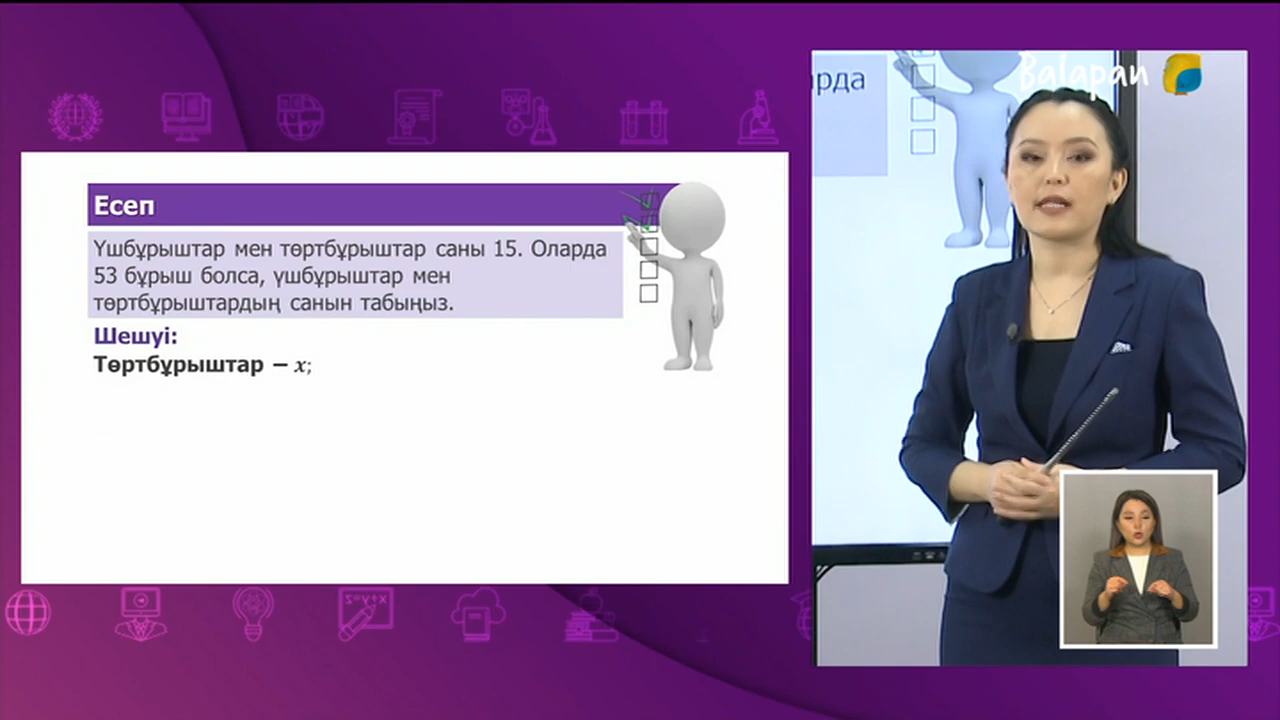 Balapan
арда
Есеп
Үшбұрыштар мен төртбұрыштар саны 15. Оларда
53 бұрыш болса, үшбұрыштар мен
төртбұрыштардың санын табыңыз.
Шешуі:
Төртбұрыштар – x;